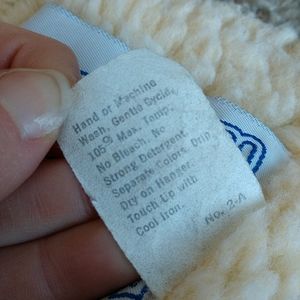 Hand or Machine
Wash, Gentle Cycle,
105° Max. Temp.
No Bleach. No
Strong Detergent.
Separate Colors. Drip
Dry on Hanger.
Touch Up with
Cool Iron.
No. 2-A